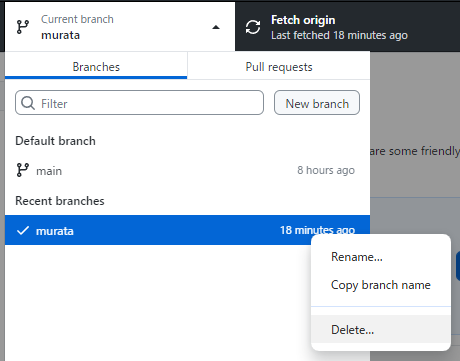 Current branch
murata
Fetch origin
Last fetched 18 minutes ago
Branches
Pull requests
Filter
New branch
Default branch
main
8 hours ago
are some friendly
Recent branches
murata
18 minutes ago
Rename...
Copy branch name
Delete...